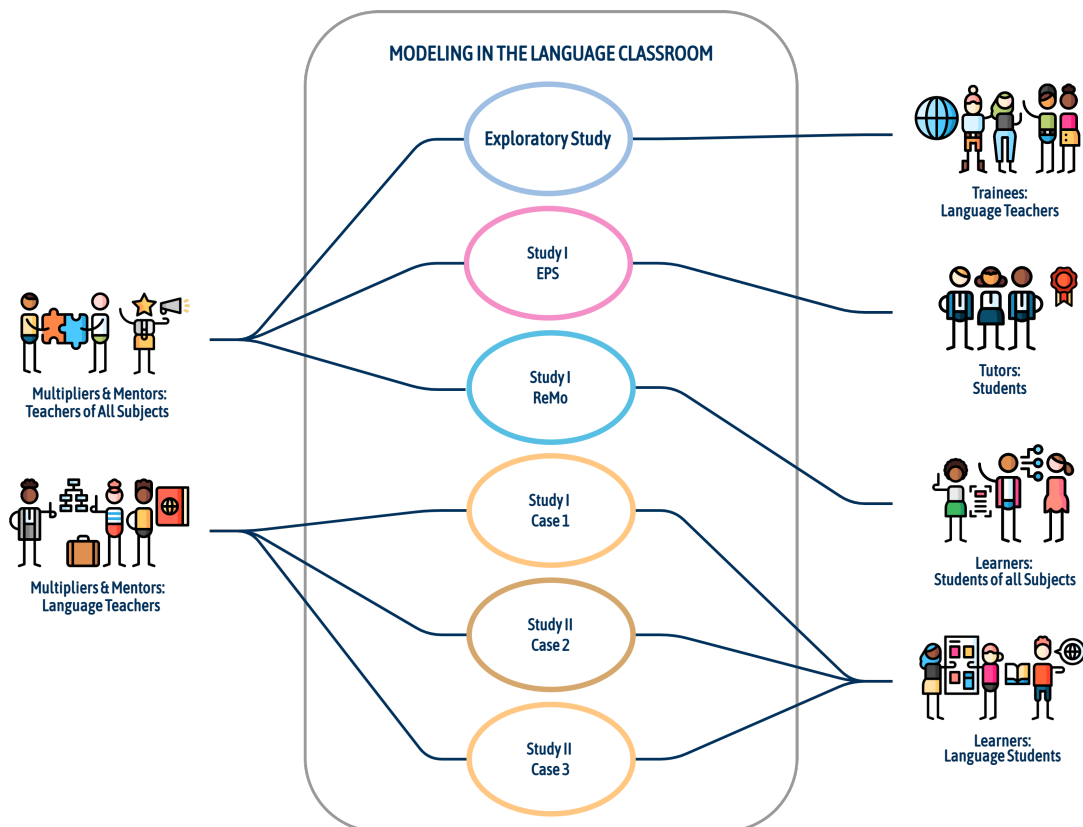 MODELING IN THE LANGUAGE CLASSROOM
Exploratory Study
Study I
EPS
Study I
ReMo
Study I
Case 1
Study II
Case 2
Study II
Case 3
Multipliers & Mentors:
Teachers of All Subjects
Multipliers & Mentors:
Language Teachers
Trainees:
Language Teachers
Tutors:
Students
Learners:
Students of all Subjects
Learners:
Language Students